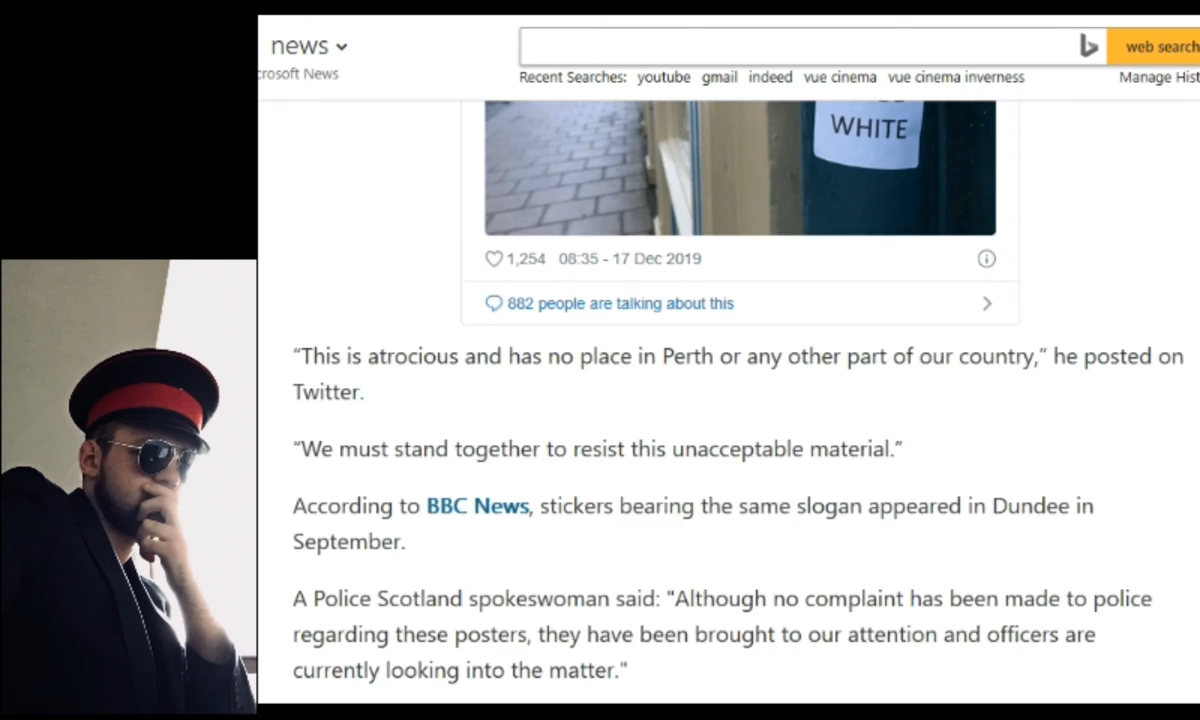 news
crosoft News
web search
Recent Searches: youtube gmail indeed vue cinema vue cinema inverness
Manage Hist
WHITE
1,254 08:35 - 17 Dec 2019
882 people are talking about this
“This is atrocious and has no place in Perth or any other part of our country,” he posted on
Twitter.
“We must stand together to resist this unacceptable material.”
According to BBC News, stickers bearing the same slogan appeared in Dundee in
September.
A Police Scotland spokeswoman said: "Although no complaint has been made to police
regarding these posters, they have been brought to our attention and officers are
currently looking into the matter."